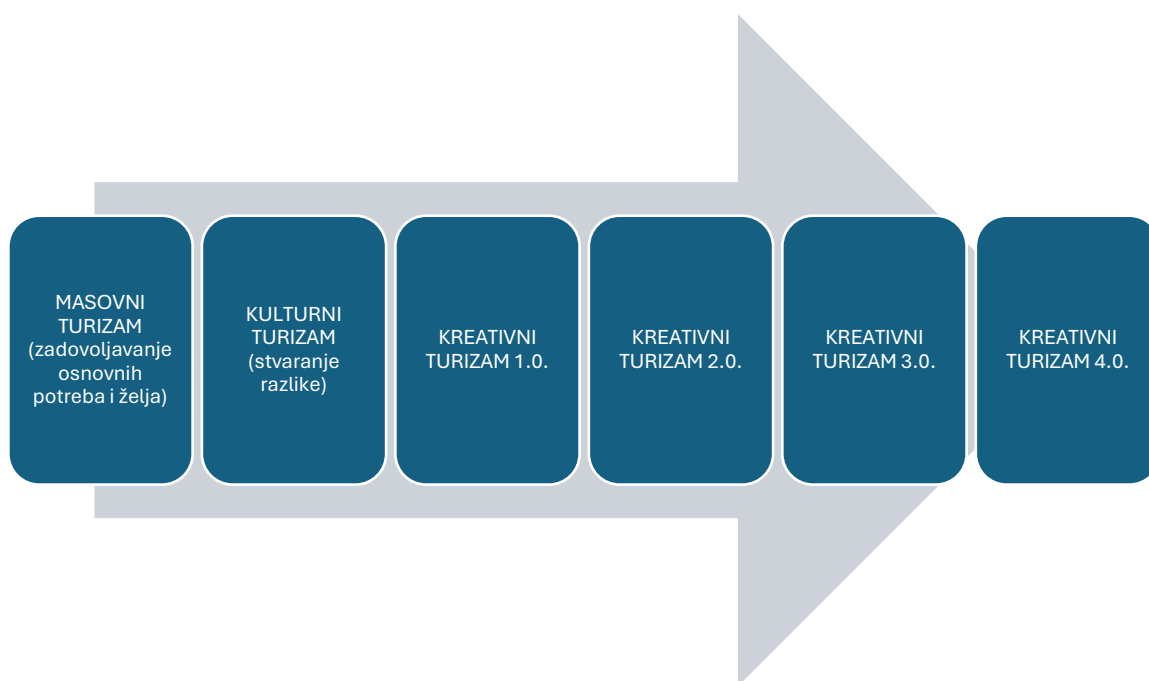 MASOVNI
TURIZAM
(zadovoljavanje
osnovnih
potreba i želja)
KULTURNI
TURIZAM
(stvaranje
razlike)
KREATIVNI
TURIZAM 1.0.
KREATIVNI
TURIZAM 2.0.
KREATIVNI
TURIZAM 3.0.
KREATIVNI
TURIZAM 4.0.